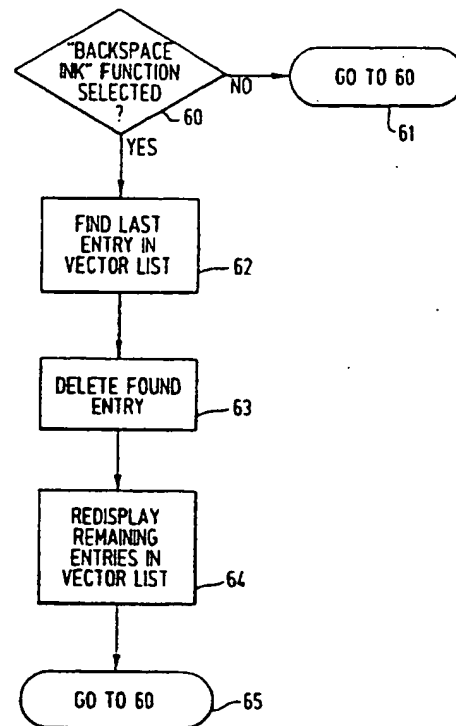 "BACKSPACE
INK" FUNCTION
SELECTED
?
60
NO
GO TO 60
61
YES
FIND LAST
ENTRY IN
VECTOR LIST
62
DELETE FOUND
ENTRY
63
REDISPLAY
REMAINING
ENTRIES IN
VECTOR LIST
64
GO TO 60
65